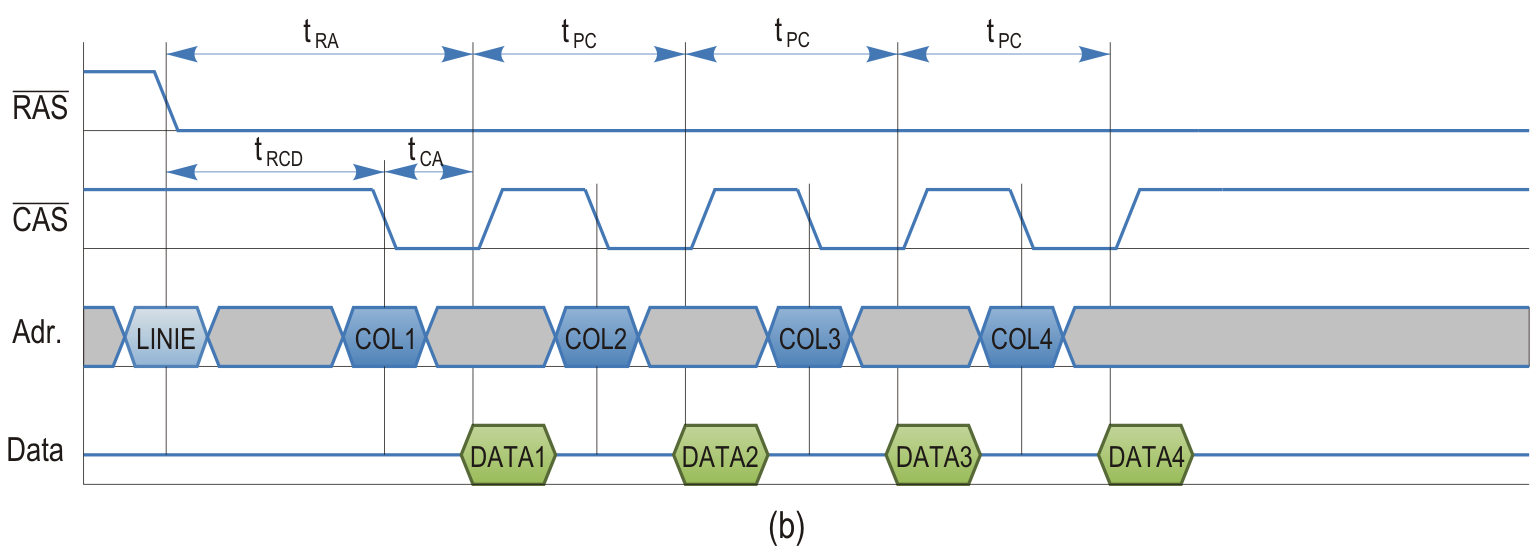 tRA tPC tPC tPC
RAS
tRCD tCA
CAS
Adr. LINIE COL1 COL2 COL3 COL4
Data DATA1 DATA2 DATA3 DATA4
(b)